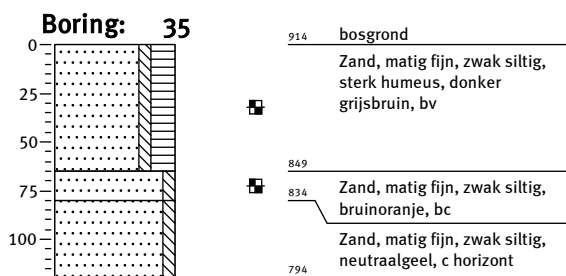 Boring: 35
0
25
50
75
100
914 bosgrond
Zand, matig fijn, zwak siltig,
sterk humeus, donker
grijsbruin, bv
849
834 Zand, matig fijn, zwak siltig,
bruinoranje, bc
Zand, matig fijn, zwak siltig,
neutraalgeel, c horizont
794